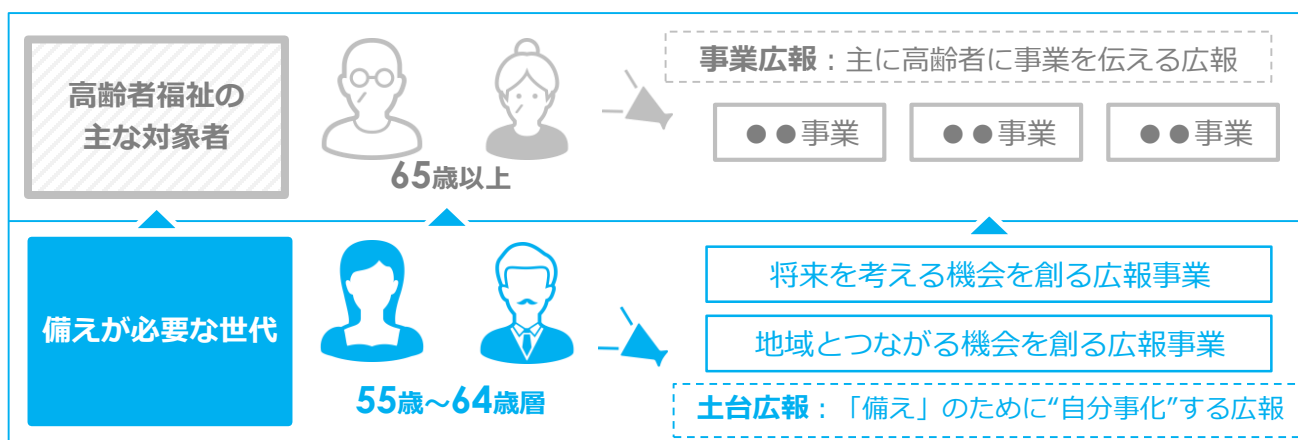 高齢者福祉の
主な対象者
65歳以上
事業広報：主に高齢者に事業を伝える広報
●●事業
●●事業
●●事業
備えが必要な世代
55歳～64歳層
将来を考える機会を創る広報事業
地域とつながる機会を創る広報事業
土台広報：「備え」のために“自分事化”する広報